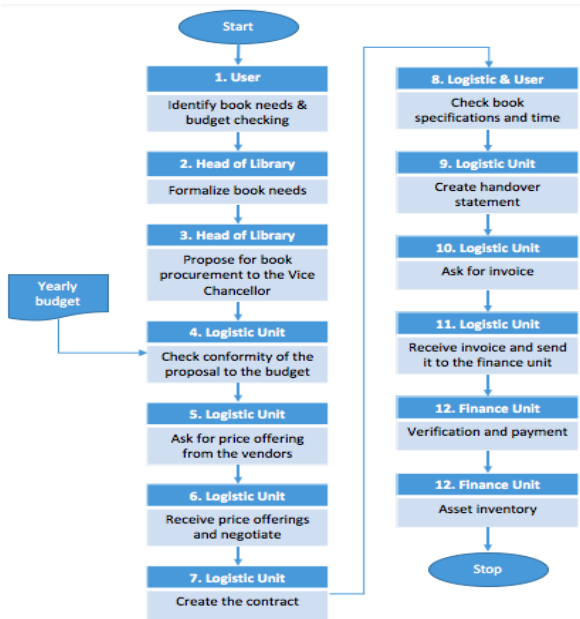 Start
1. User
Identify book needs &
budget checking
2. Head of Library
Formalize book needs
3. Head of Library
Propose for book
procurement to the Vice
Chancellor
Yearly
budget
4. Logistic Unit
Check conformity of the
proposal to the budget
5. Logistic Unit
Ask for price offering
from the vendors
6. Logistic Unit
Receive price offerings
and negotiate
7. Logistic Unit
Create the contract
8. Logistic & User
Check book
specifications and time
9. Logistic Unit
Create handover
statement
10. Logistic Unit
Ask for invoice
11. Logistic Unit
Receive invoice and send
it to the finance unit
12. Finance Unit
Verification and payment
12. Finance Unit
Asset inventory
Stop